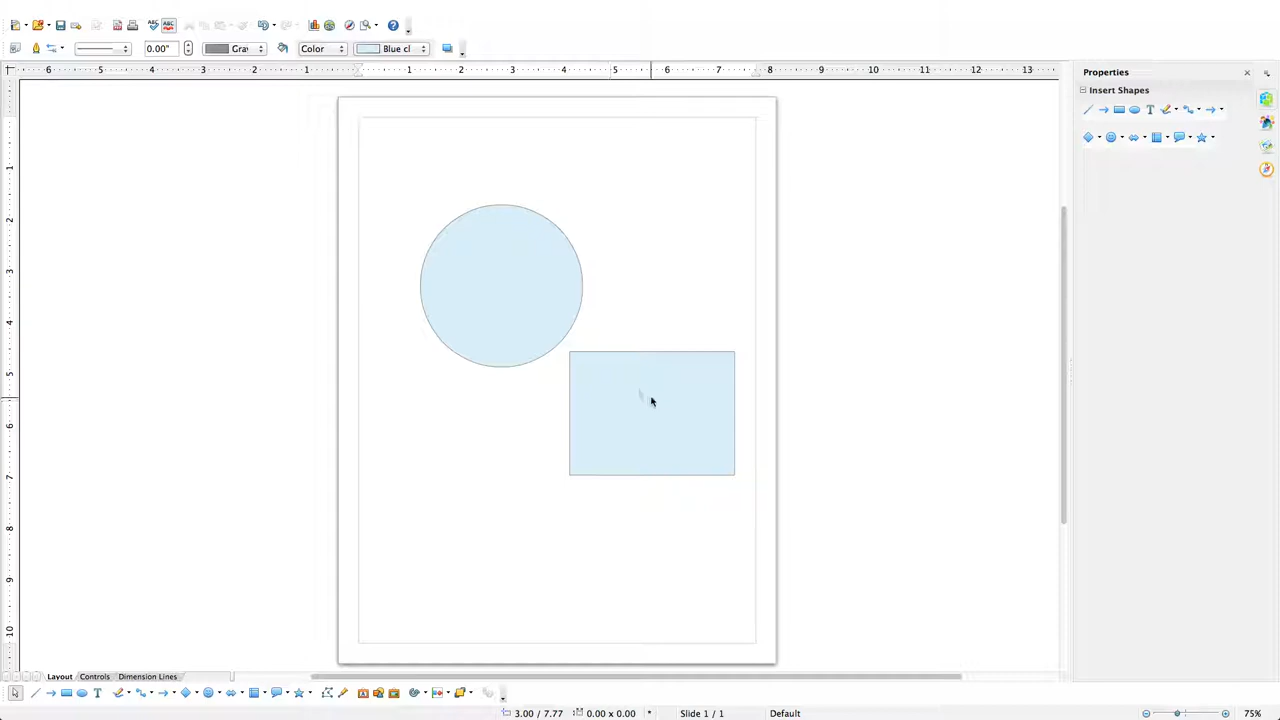 ABC
ABC
0.00"
Gray
Color
Blue cl
6 5 4 3 2 1 1 2 3 4 5 6 7 8 9 10 11 12 13
Properties
Insert Shapes
T
1
2
3
4
5
6
7
8
9
10
Layout Controls Dimension Lines
T
3.00 / 7.77 0.00 x 0.00 * Slide 1 / 1 Default 75%